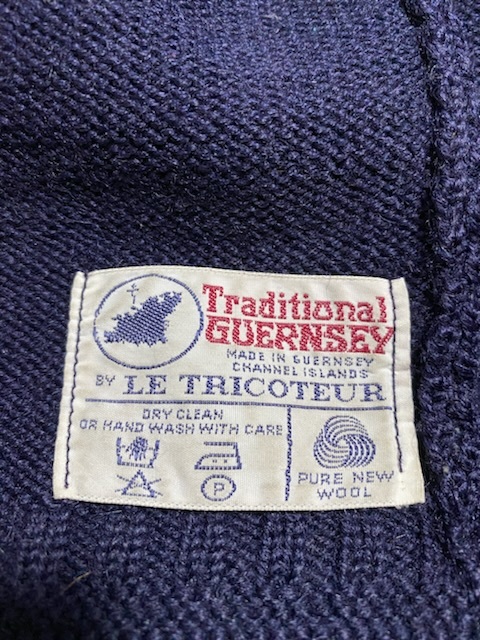 Traditional
GUERNSEY
MADE IN GUERNSEY
CHANNEL ISLANDS
BY LE TRICOTEUR
DRY CLEAN
OR HAND WASH WITH CARE
P
PURE NEW
WOOL